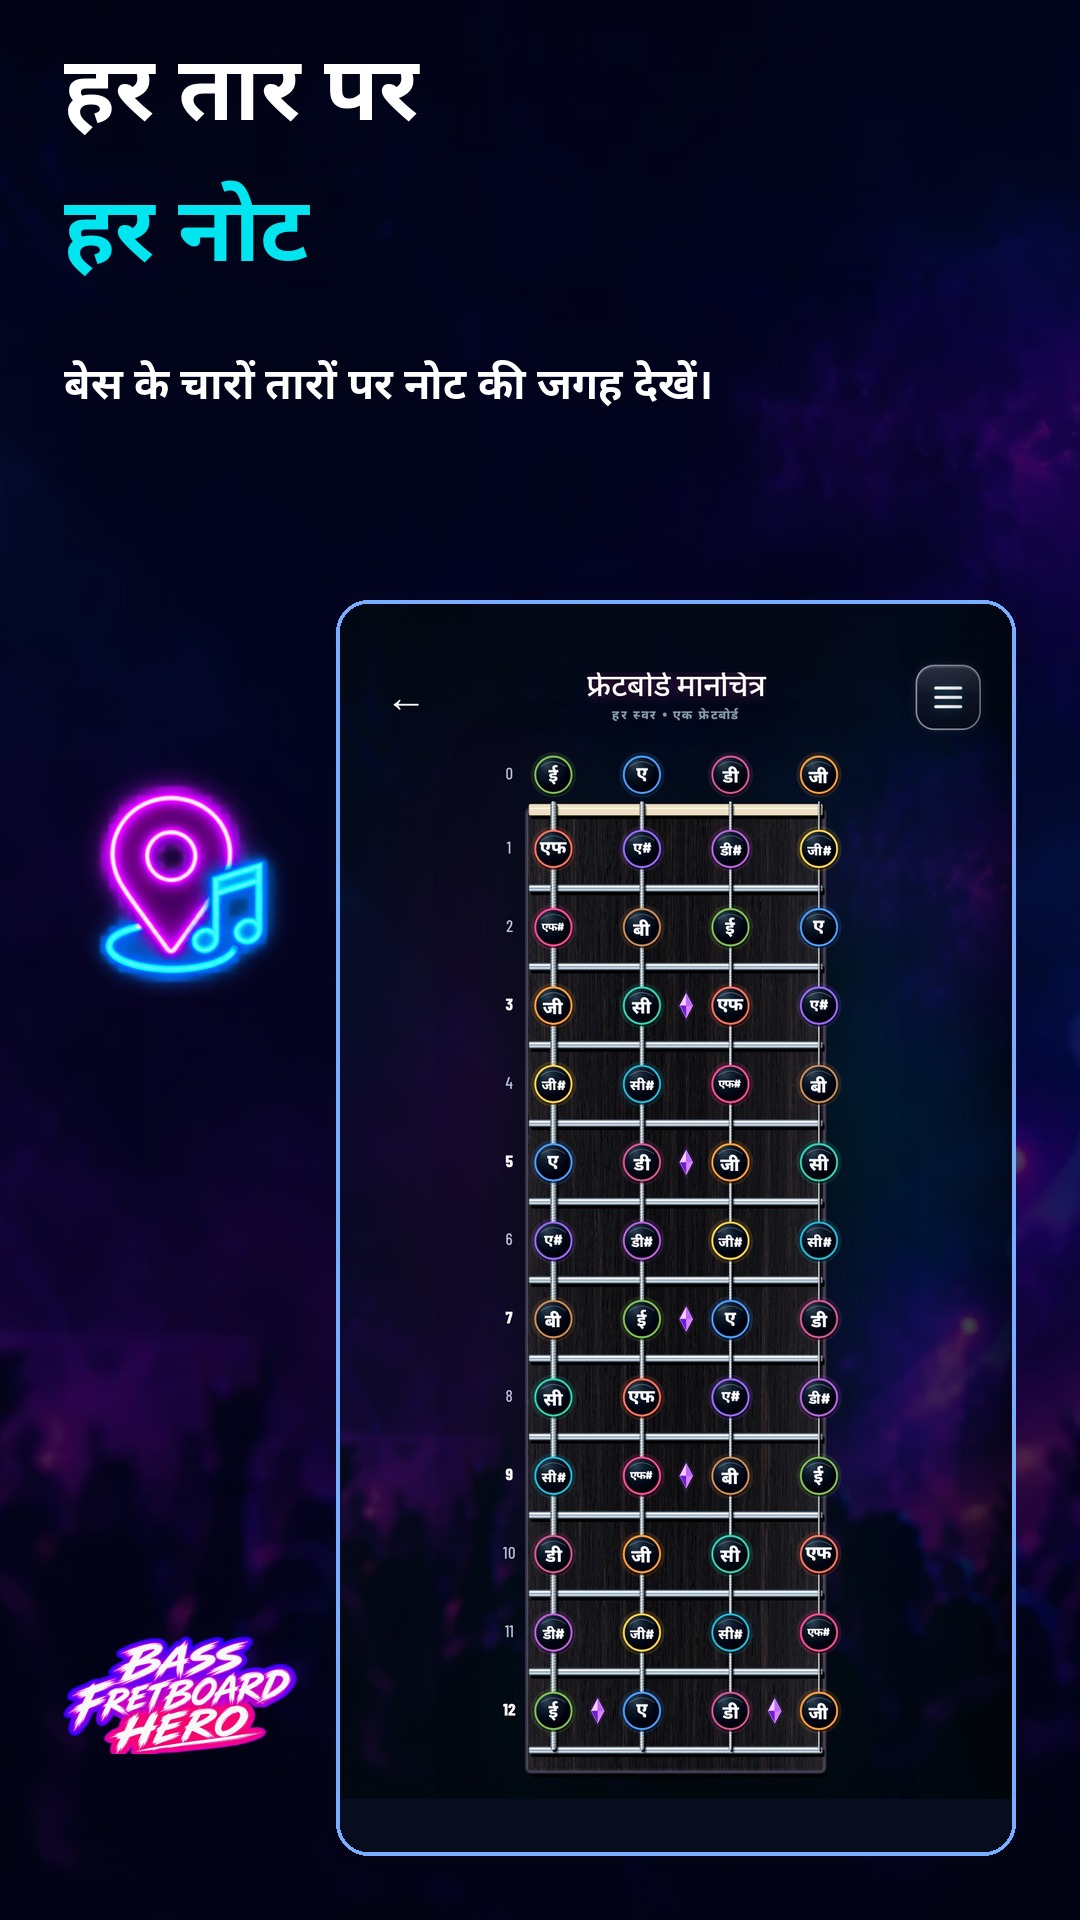 हर तार पर
हर नोट
बेस के चारों तारों पर नोट की जगह देखें।
←
फ्रेटबोर्ड मानचित्र
हर स्वर • एक फ्रेटबोर्ड
0 ई ए डी जी
1 एफ ए# डी# जी#
2 एफ# बी ई ए
3 जी सी एफ ए#
4 जी# सी# एफ# बी
5 ए डी जी सी
6 ए# डी# जी# सी#
7 बी ई ए डी
8 सी एफ ए# डी#
9 सी# एफ# बी ई
10 डी जी सी एफ
11 डी# जी# सी# एफ#
12 ई ए डी जी
BASS
FRETBOARD
HERO